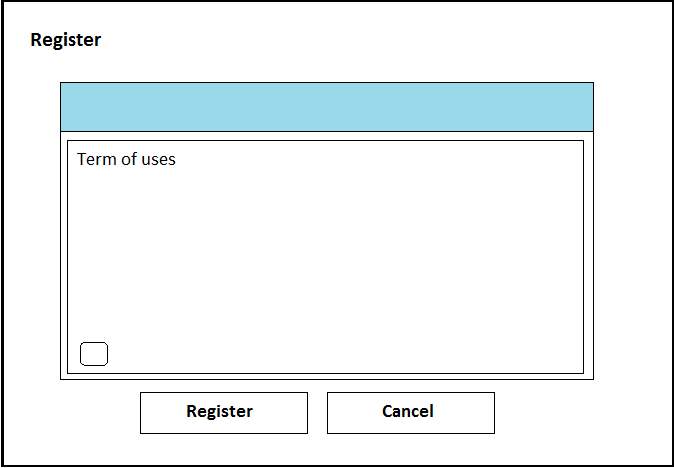 Register
Term of uses
Register
Cancel